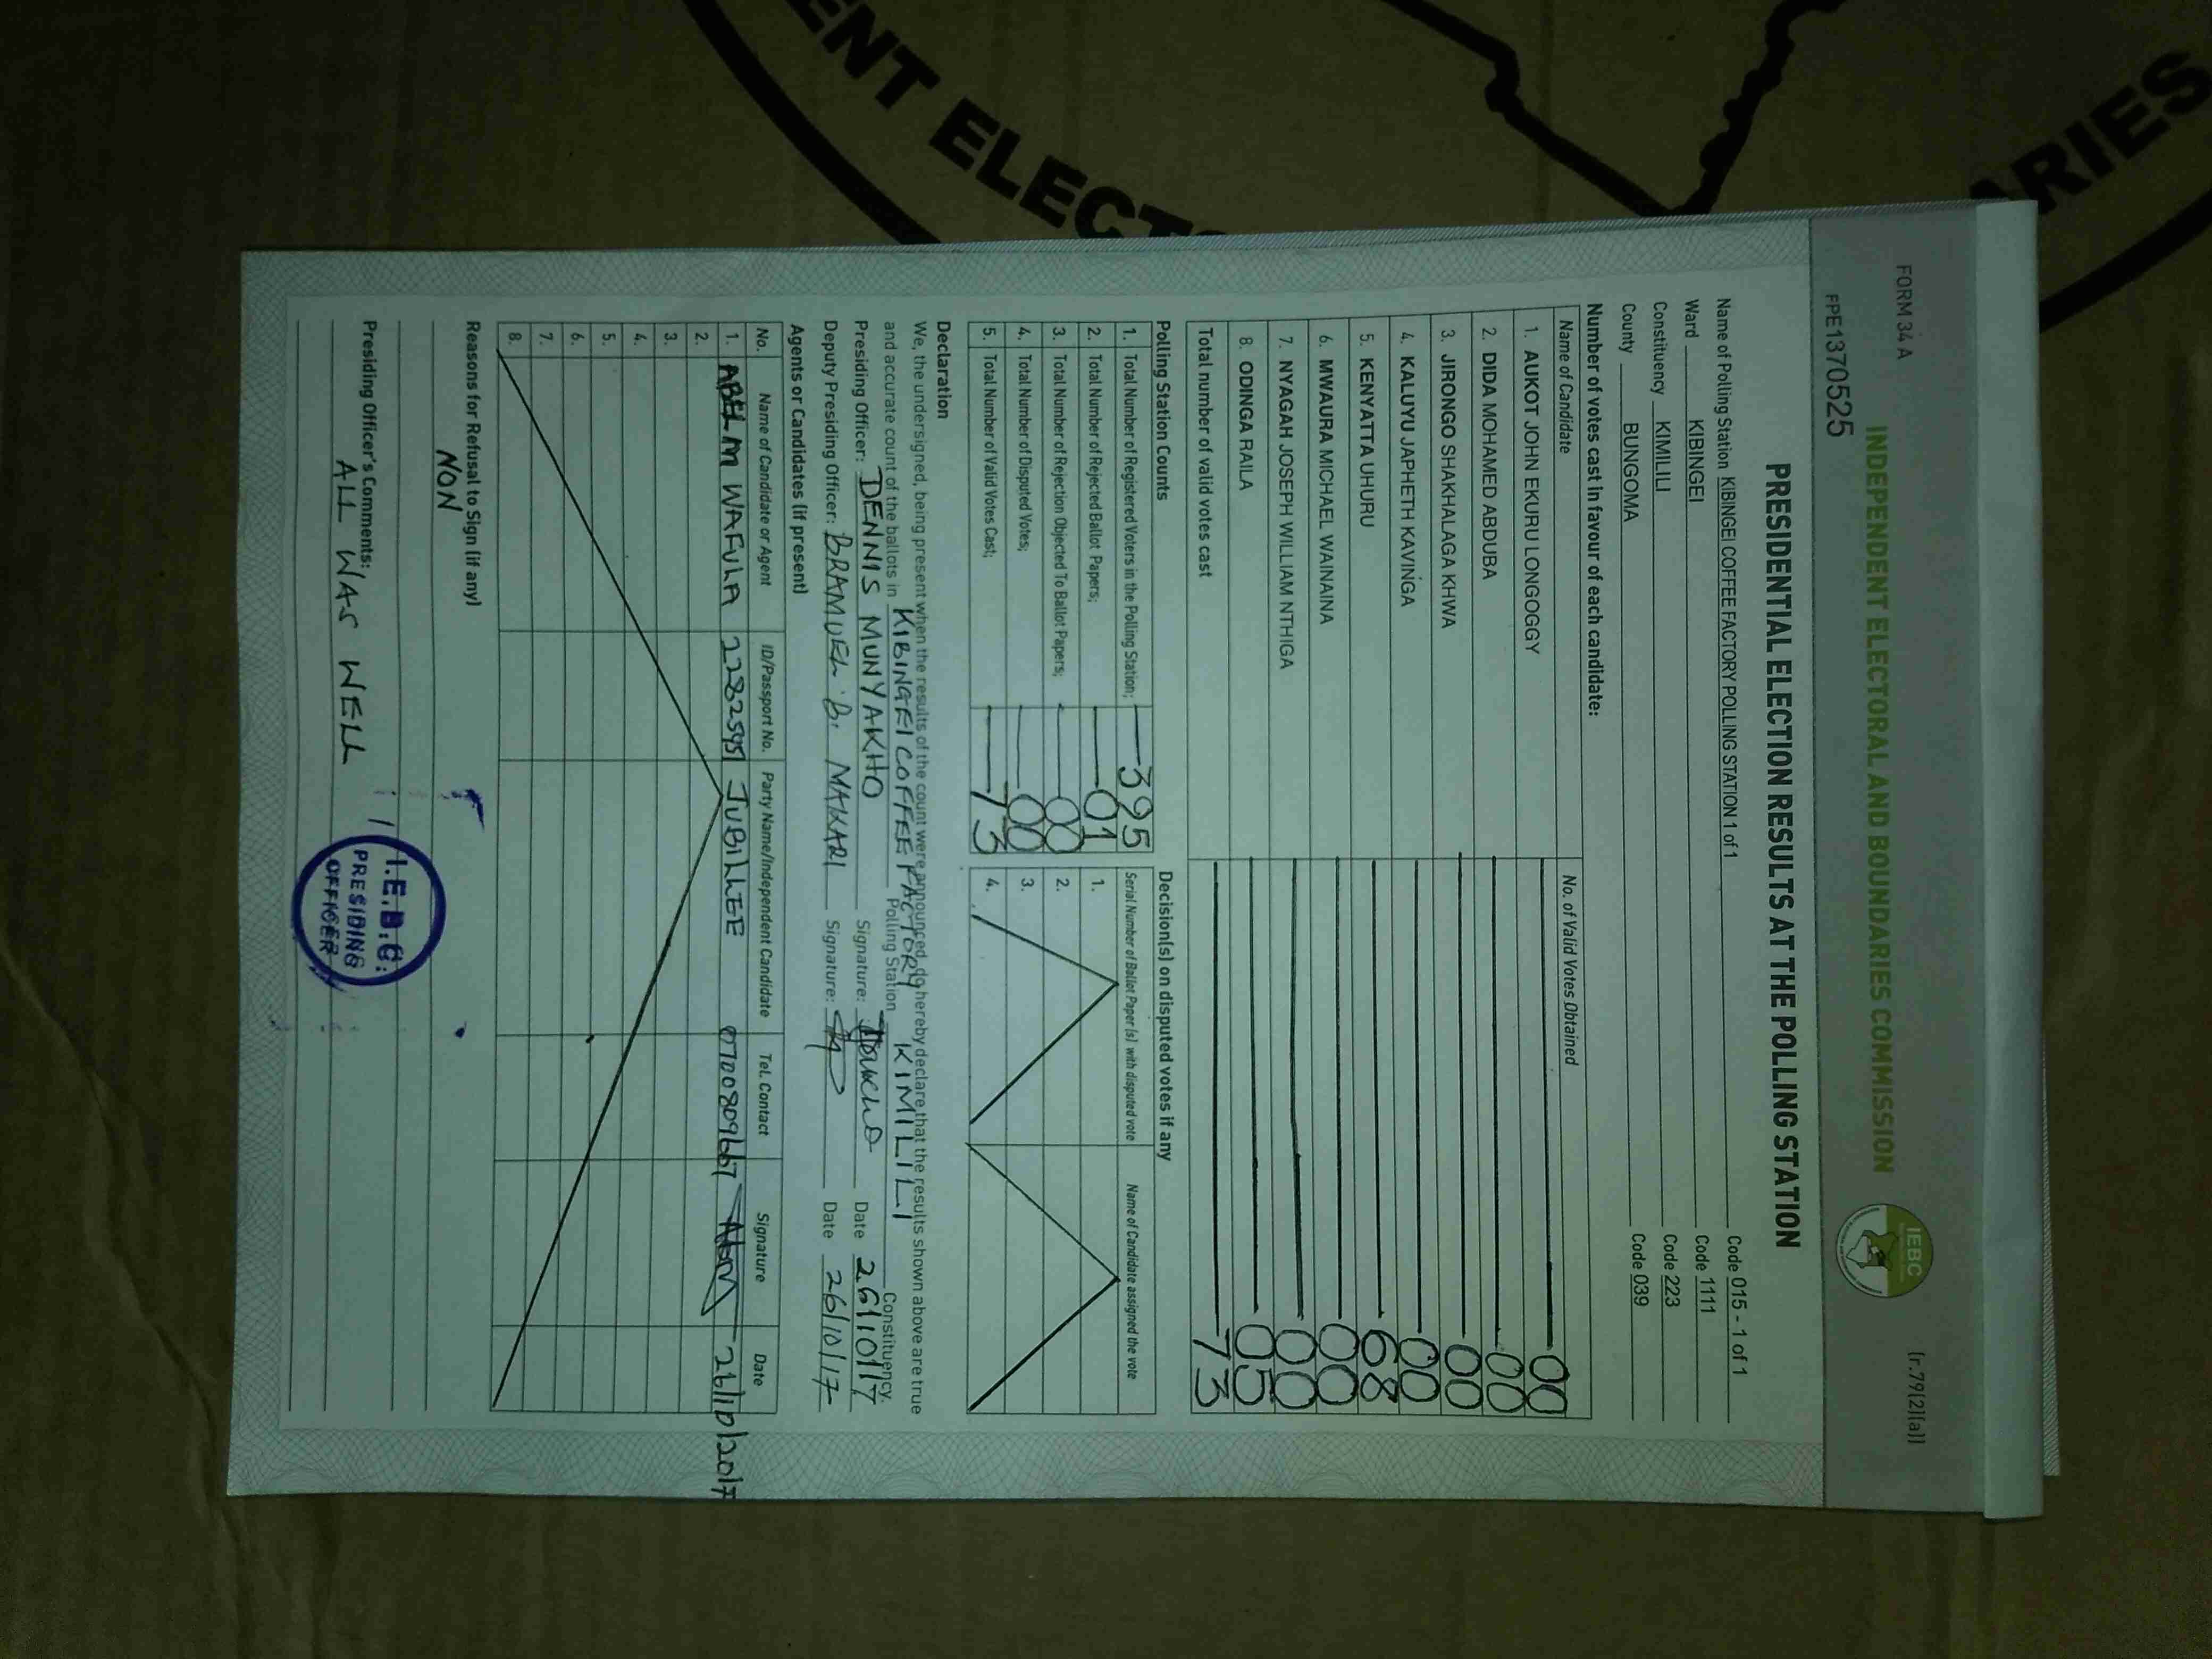 ENT ELECT
ARIES
FORM 34 A
(r.79(2)(a))
INDEPENDENT ELECTORAL AND BOUNDARIES COMMISSION
IEBC
FPE1370525
PRESIDENTIAL ELECTION RESULTS AT THE POLLING STATION
Name of Polling Station KIBINGEI COFFEE FACTORY POLLING STATION 1 of 1 Code 015 - 1 of 1
Ward KIBINGEI Code 1111
Constituency KIMILILI Code 223
County BUNGOMA Code 039
Number of votes cast in favour of each candidate:
Name of Candidate No. of Valid Votes Obtained
1. AUKOT JOHN EKURU LONGOGGY 00
2. DIDA MOHAMED ABDUBA 00
3. JIRONGO SHAKHALAGA KHWA 00
4. KALUYU JAPHETH KAVINGA 00
5. KENYATTA UHURU 68
6. MWAURA MICHAEL WAINAINA 00
7. NYAGAH JOSEPH WILLIAM NTHIGA 00
8. ODINGA RAILA 05
Total number of valid votes cast 73
Polling Station Counts
1. Total Number of Registered Voters in the Polling Station; 395
2. Total Number of Rejected Ballot Papers; 01
3. Total Number of Rejection Objected To Ballot Papers; 00
4. Total Number of Disputed Votes; 00
5. Total Number of Valid Votes Cast; 73
Decision(s) on disputed votes if any
Serial Number of Ballot Paper (s) with disputed vote Name of Candidate assigned the vote
1.
2.
3.
4.
Declaration
We, the undersigned, being present when the results of the count were announced, do hereby declare that the results shown above are true
and accurate count of the ballots in KIBINGEI COFFEE FACTORY Polling Station KIMILILI Constituency.
Presiding Officer: DENNIS MUNYAKHO Signature: Date 26/10/17
Deputy Presiding Officer: BRAMUEL B. MAKARI Signature: Date 26/10/17
Agents or Candidates (if present)
No. Name of Candidate or Agent ID/Passport No. Party Name/Independent Candidate Tel. Contact Signature Date
1. ABEL M WAFULA 22825951 JUBILEE 0700809667 26/10/2017
2.
3.
4.
5.
6.
7.
8.
Reasons for Refusal to Sign (if any)
NON
Presiding Officer's Comments:
ALL WAS WELL
I.E.B.C.
PRESIDING
OFFICER